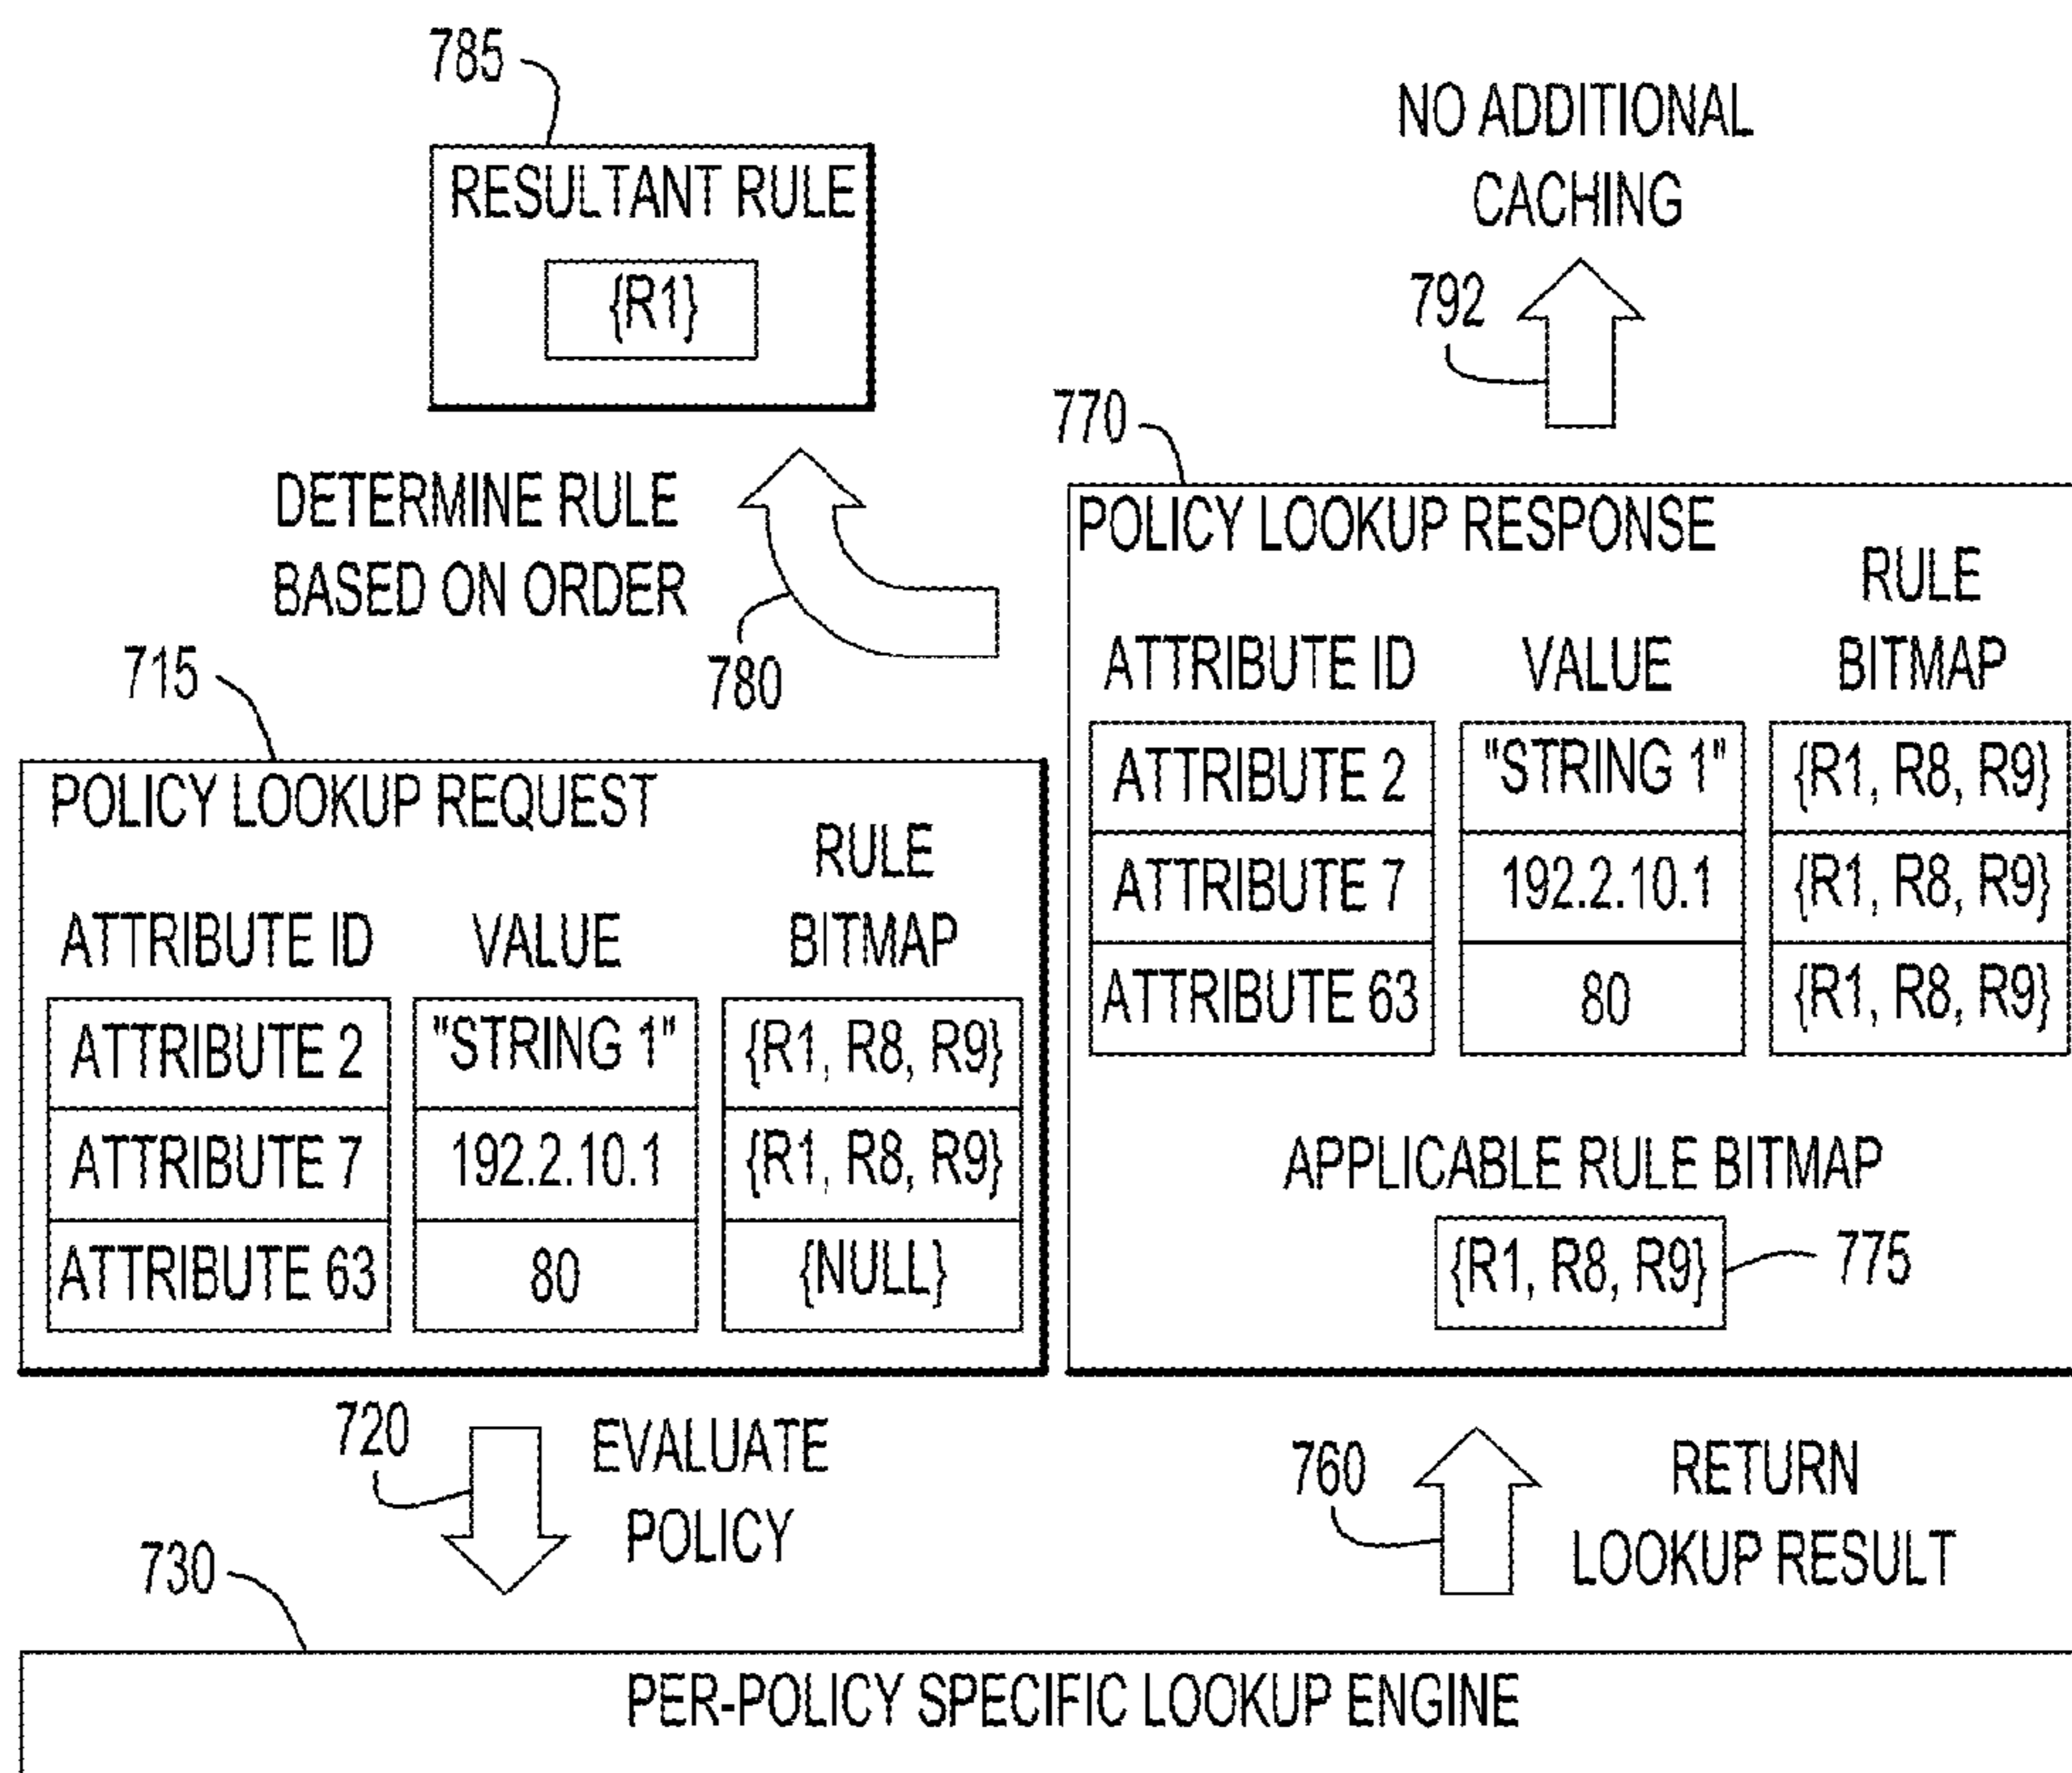 785
RESULTANT RULE
{R1}
NO ADDITIONAL
CACHING
792
DETERMINE RULE
BASED ON ORDER
780
770
POLICY LOOKUP RESPONSE
RULE
ATTRIBUTE ID VALUE BITMAP
ATTRIBUTE 2 "STRING 1" {R1, R8, R9}
ATTRIBUTE 7 192.2.10.1 {R1, R8, R9}
ATTRIBUTE 63 80 {R1, R8, R9}
APPLICABLE RULE BITMAP
{R1, R8, R9} 775
715
POLICY LOOKUP REQUEST
RULE
ATTRIBUTE ID VALUE BITMAP
ATTRIBUTE 2 "STRING 1" {R1, R8, R9}
ATTRIBUTE 7 192.2.10.1 {R1, R8, R9}
ATTRIBUTE 63 80 {NULL}
720
EVALUATE
POLICY
760
RETURN
LOOKUP RESULT
730
PER-POLICY SPECIFIC LOOKUP ENGINE